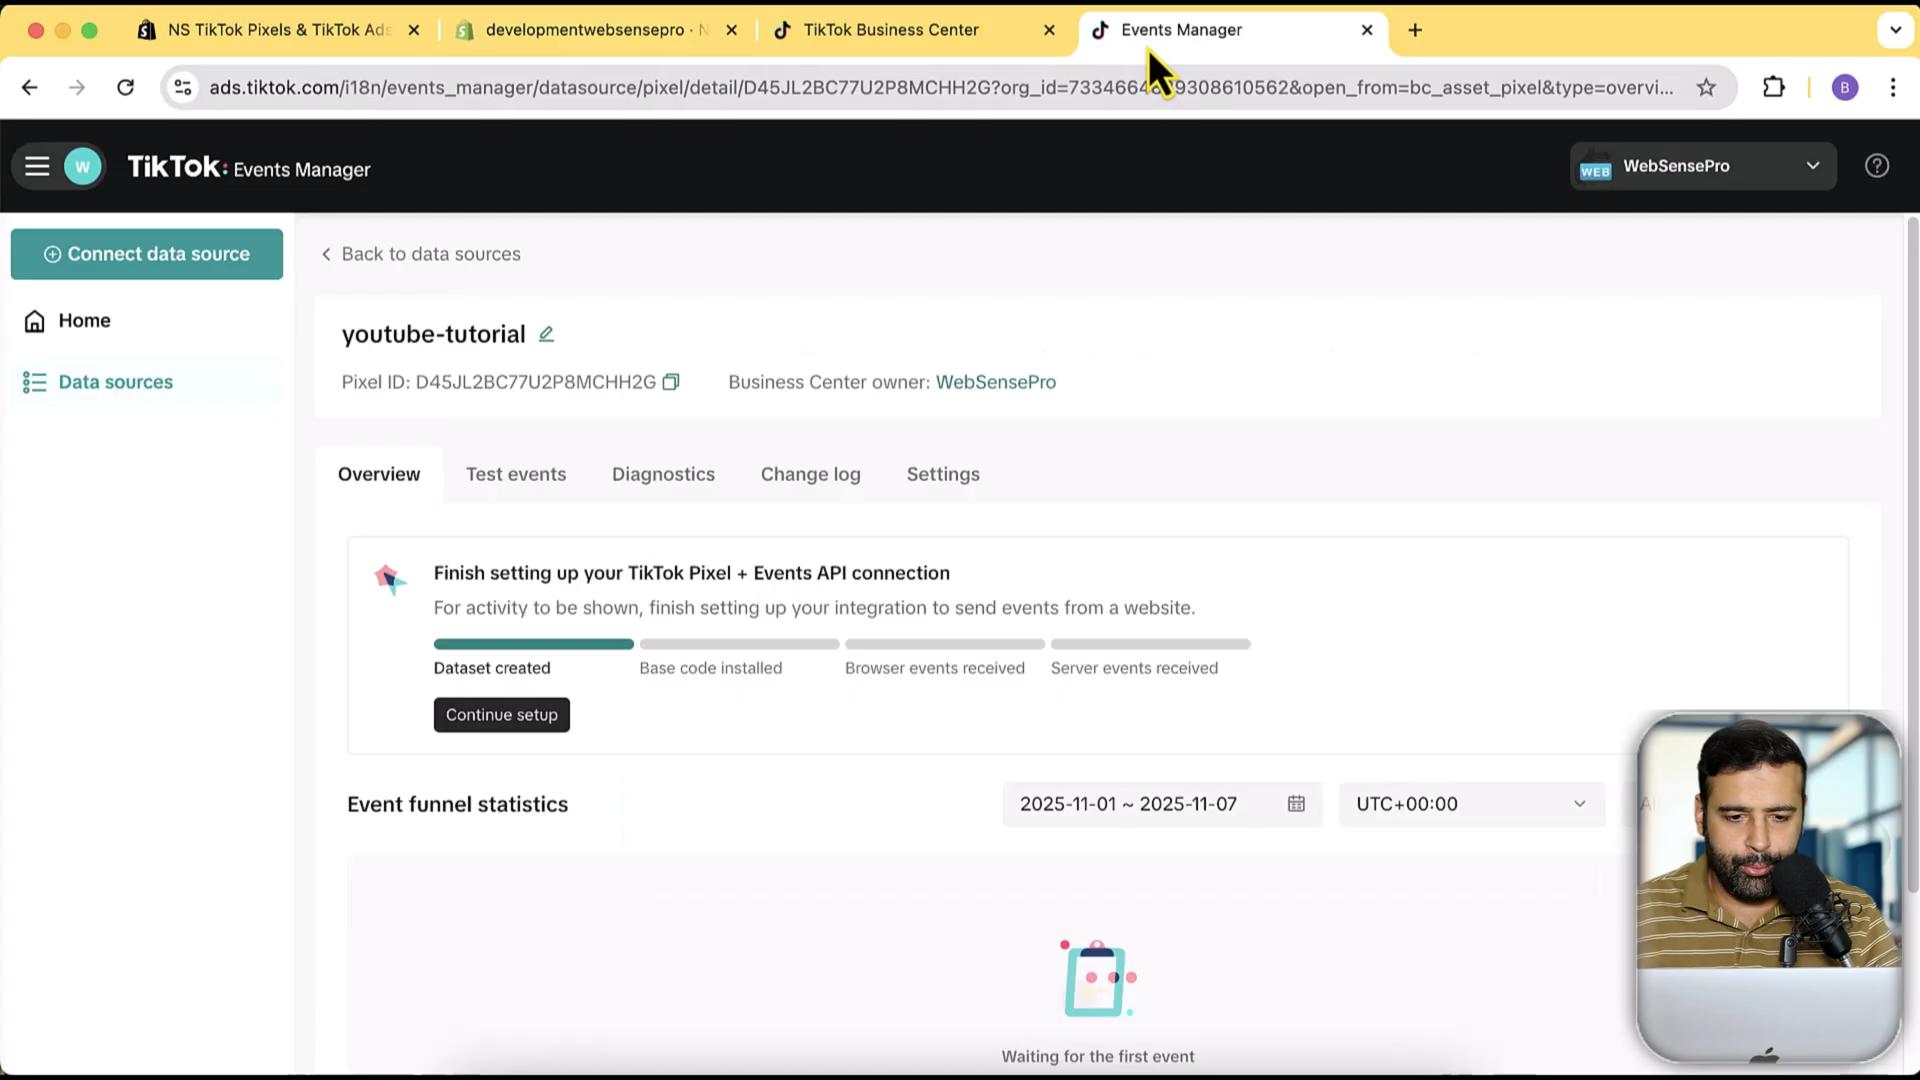 NS TikTok Pixels & TikTok Ads
developmentwebsensepro · N
TikTok Business Center
Events Manager
ads.tiktok.com/i18n/events_manager/datasource/pixel/detail/D45JL2BC77U2P8MCHH2G?org_id=7334664 9308610562&open_from=bc_asset_pixel&type=overvi...
B
W
TikTok: Events Manager
WEB
WebSensePro
Connect data source
Home
Data sources
Back to data sources
youtube-tutorial
Pixel ID: D45JL2BC77U2P8MCHH2G
Business Center owner: WebSensePro
Overview
Test events
Diagnostics
Change log
Settings
Finish setting up your TikTok Pixel + Events API connection
For activity to be shown, finish setting up your integration to send events from a website.
Dataset created
Base code installed
Browser events received
Server events received
Continue setup
Event funnel statistics
2025-11-01 ~ 2025-11-07
UTC+00:00
Waiting for the first event